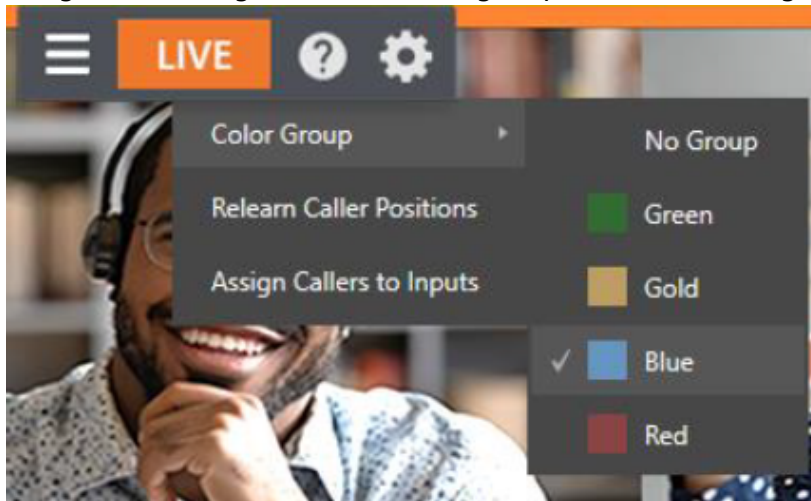 LIVE
Color Group
No Group
Relearn Caller Positions
Green
Assign Callers to Inputs
Gold
Blue
Red